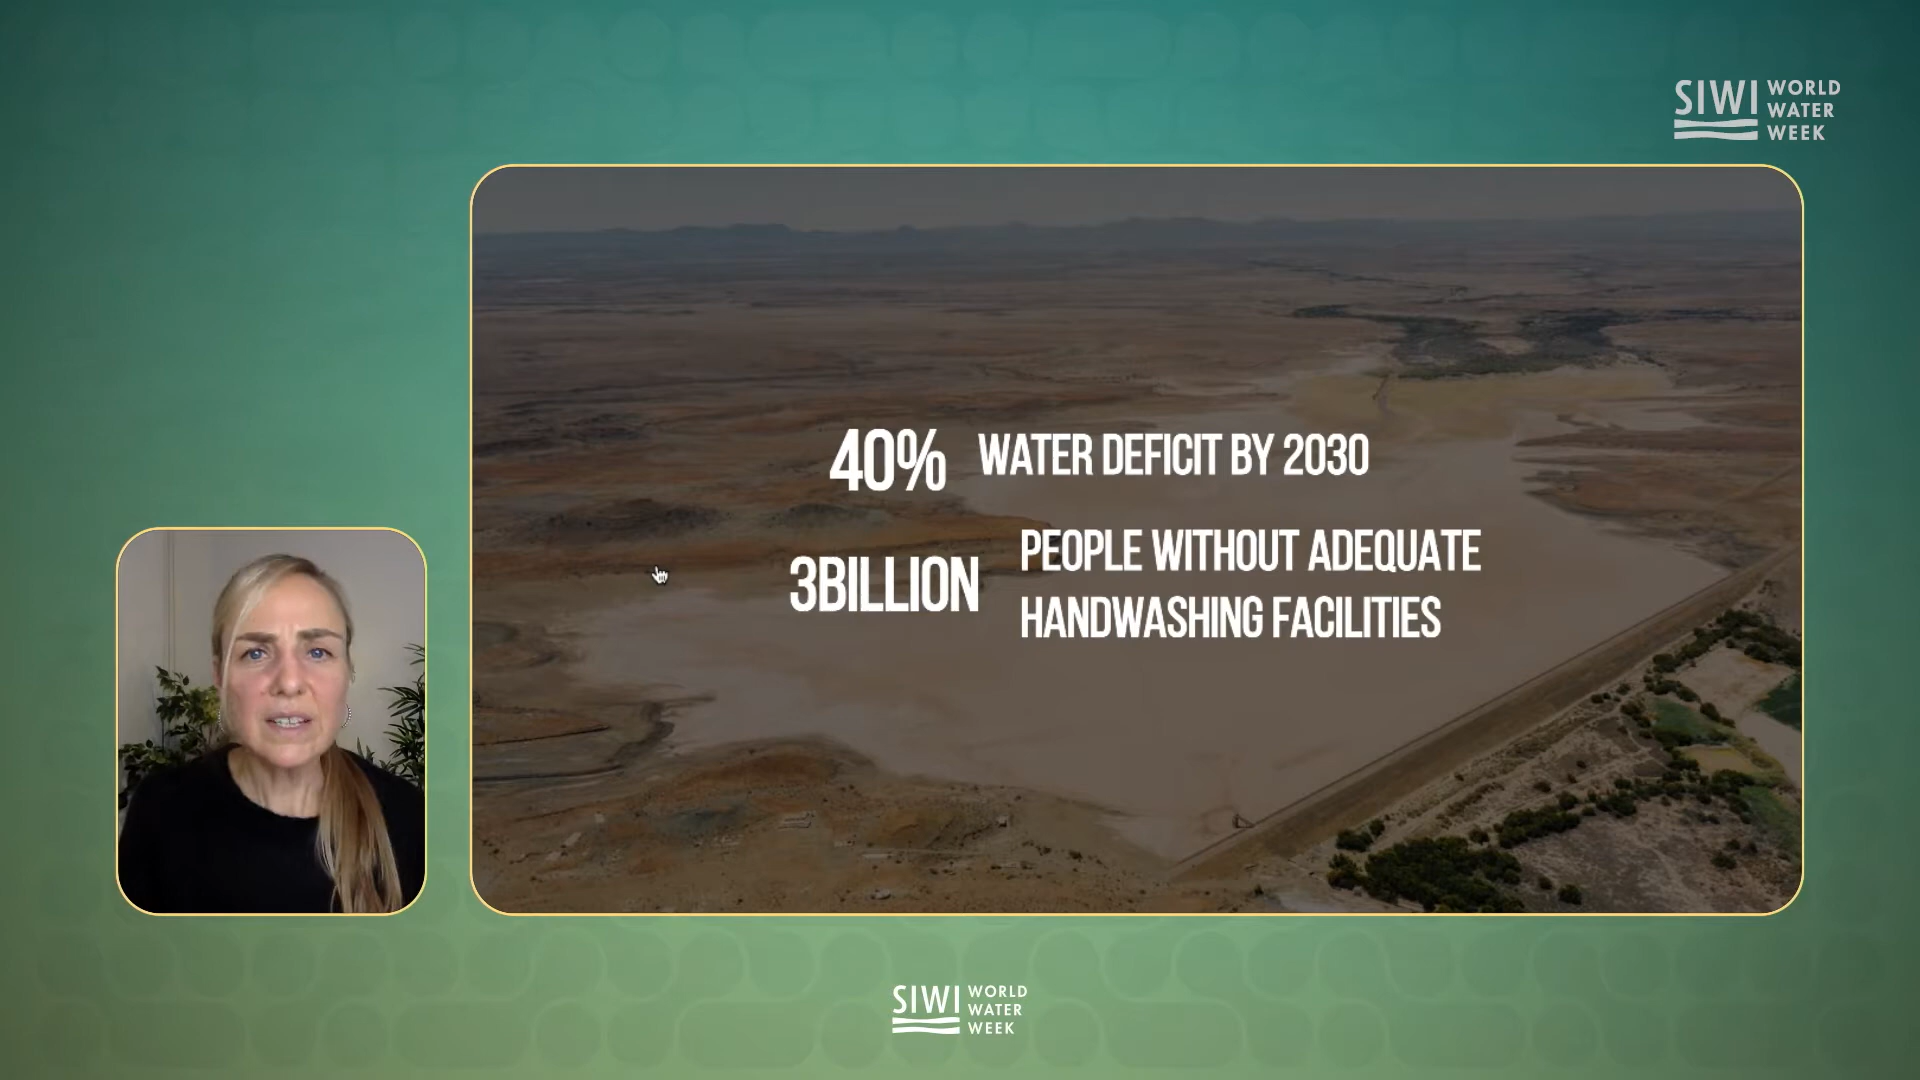 SIWI WORLD
WATER
WEEK
40% WATER DEFICIT BY 2030
3BILLION PEOPLE WITHOUT ADEQUATE
HANDWASHING FACILITIES
SIWI WORLD
WATER
WEEK